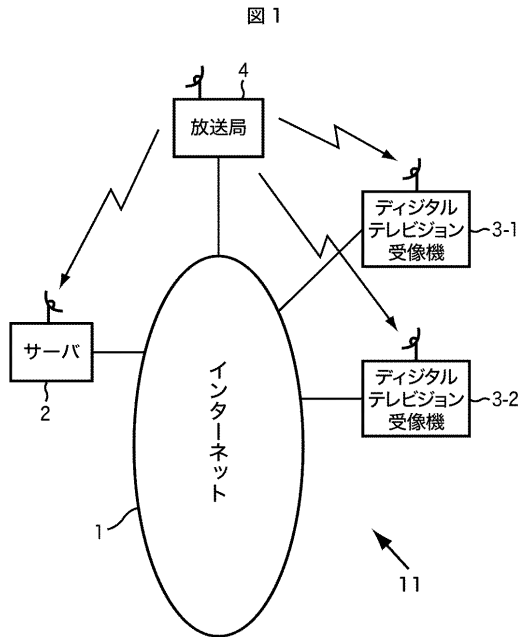 図1
4
放送局
ディジタル
テレビジョン
受像機
3-1
サーバ
2
インターネット
ディジタル
テレビジョン
受像機
3-2
1
11